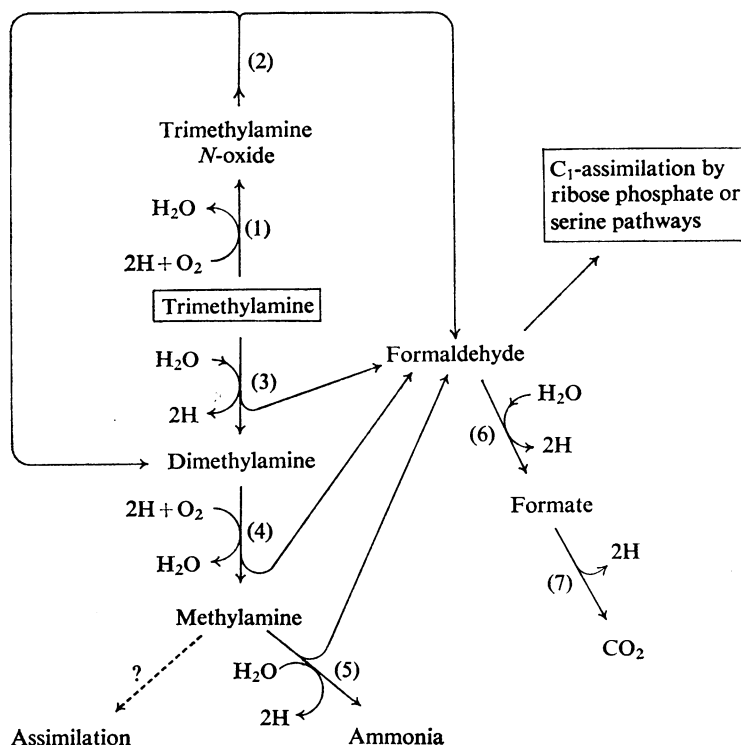 (2)
Trimethylamine
N-oxide
C₁-assimilation by
ribose phosphate or
serine pathways
H₂O
(1)
2H + O₂
Trimethylamine
Formaldehyde
H₂O
(3)
2H
H₂O
(6)
2H
Dimethylamine
2H + O₂
(4)
H₂O
Formate
2H
(7)
Methylamine
CO₂
?
H₂O
(5)
2H
Assimilation
Ammonia